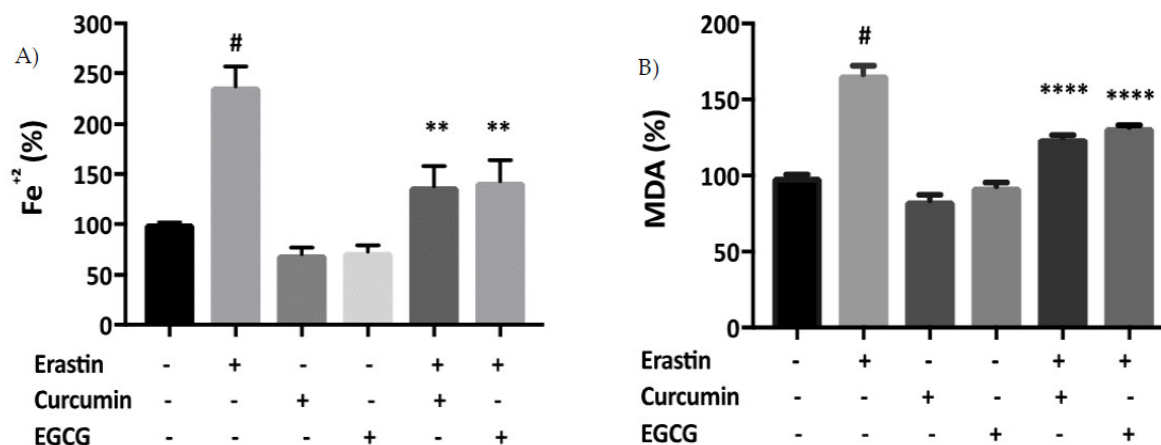 A)
Fe⁺² (%)
300
250
200
150
100
50
0
#
**
**
Erastin - + - - + +
Curcumin - - + - + -
EGCG - - - + - +
B)
MDA (%)
200
150
100
50
0
#
****
****
Erastin - + - - + +
Curcumin - - + - + -
EGCG - - - + - +